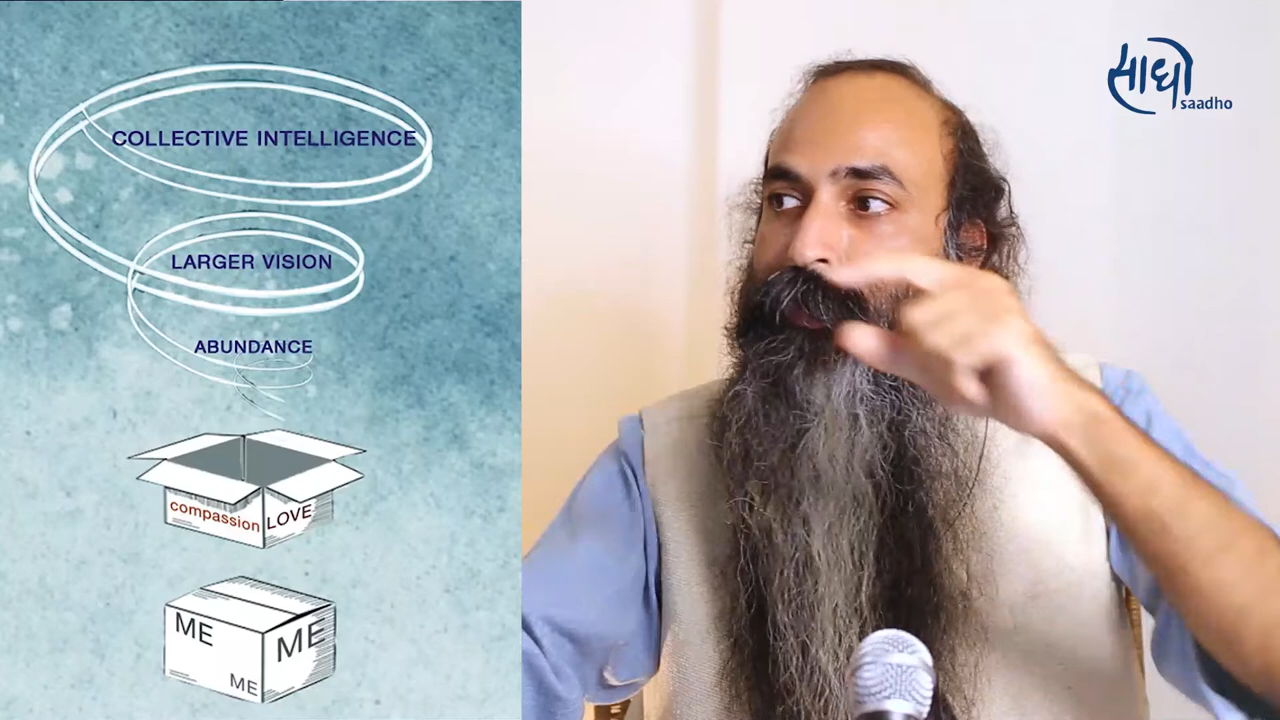 COLLECTIVE INTELLIGENCE
LARGER VISION
ABUNDANCE
compassion LOVE
ME ME
ME
साधो
saadho